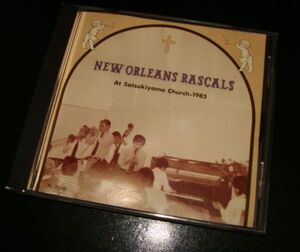 NEW ORLEANS RASCALS
At Satsukiyama Church-1985